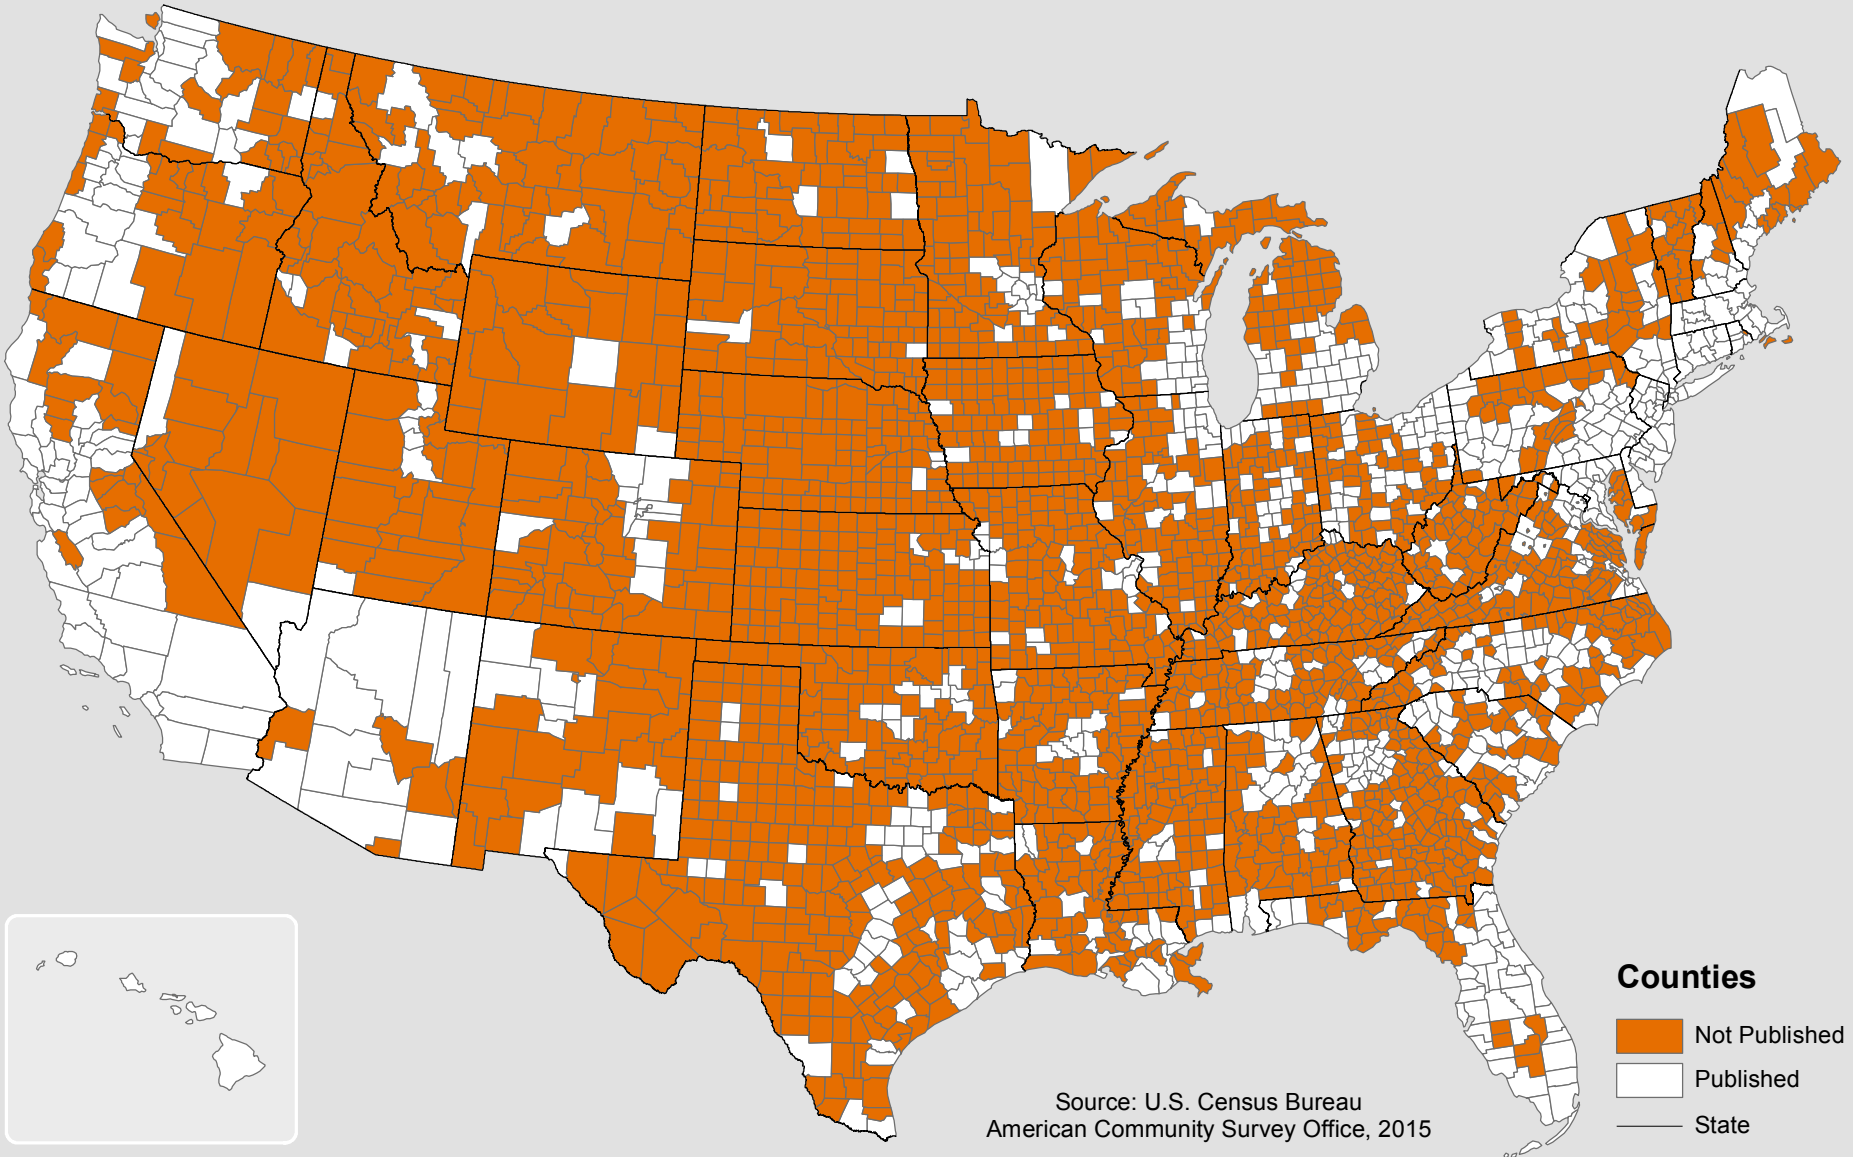 Counties
Not Published
Published
State
Source: U.S. Census Bureau
American Community Survey Office, 2015